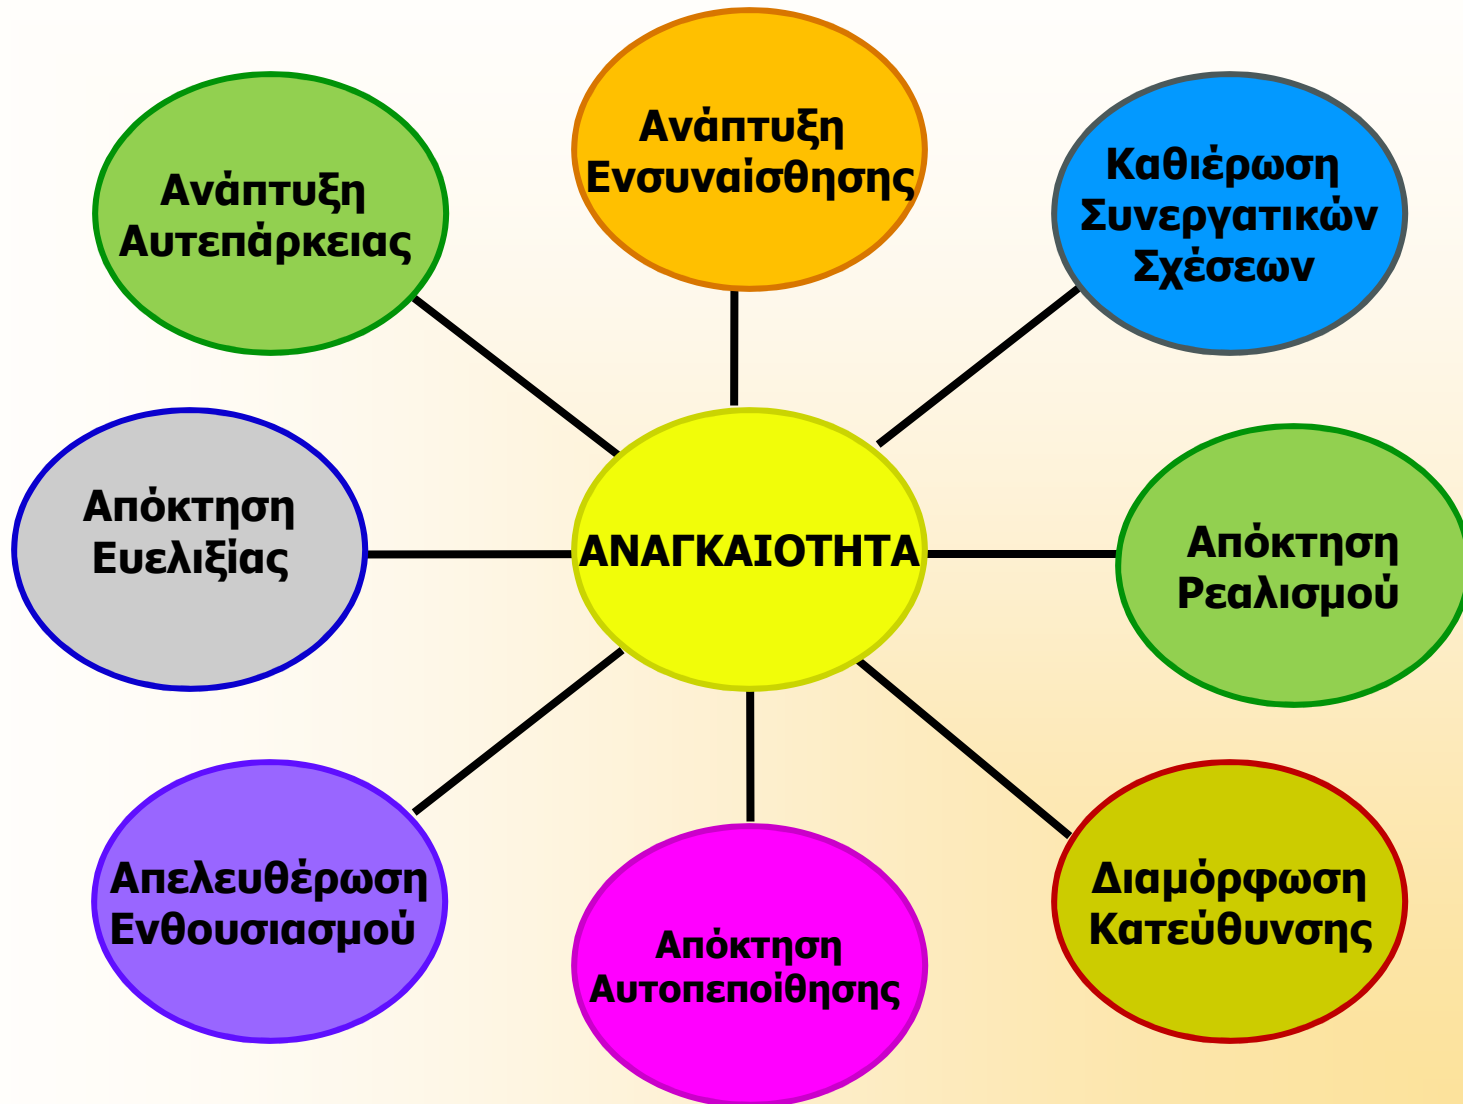 Ανάπτυξη
Ενσυναίσθησης
Καθιέρωση
Συνεργατικών
Σχέσεων
Ανάπτυξη
Αυτεπάρκειας
Απόκτηση
Ευελιξίας
ΑΝΑΓΚΑΙΟΤΗΤΑ
Απόκτηση
Ρεαλισμού
Απελευθέρωση
Ενθουσιασμού
Απόκτηση
Αυτοπεποίθησης
Διαμόρφωση
Κατεύθυνσης